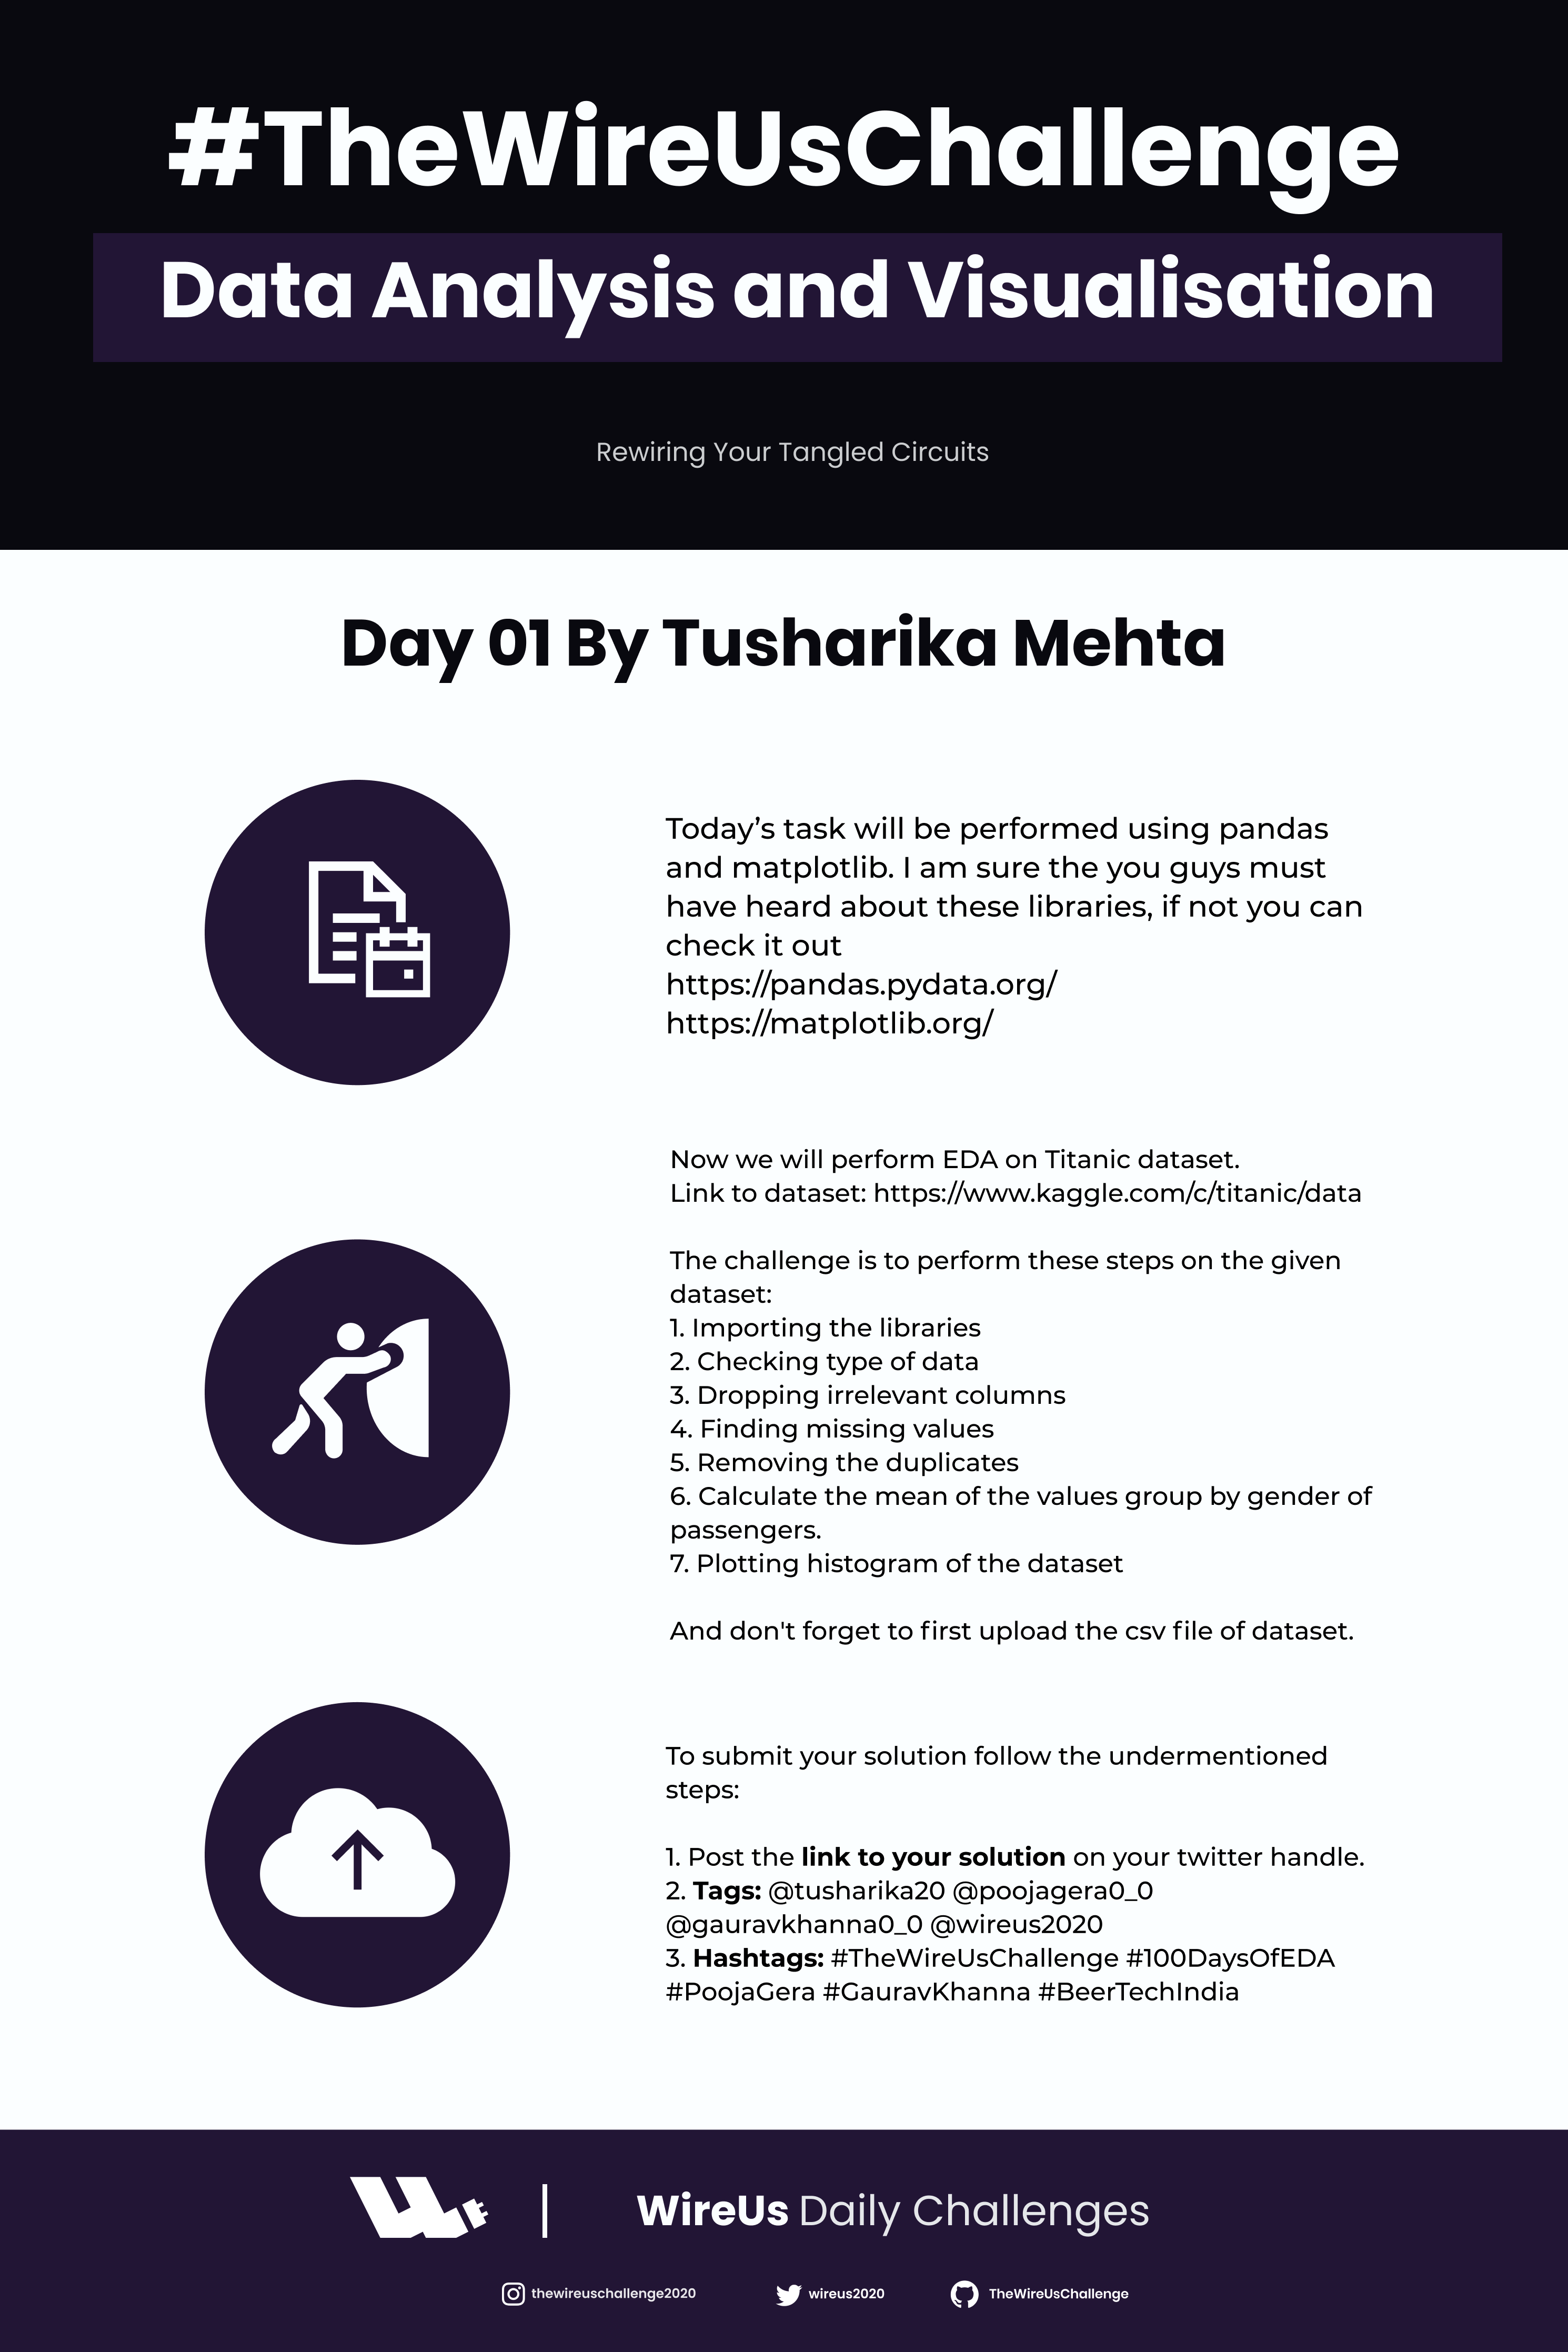 #TheWireUsChallenge
Data Analysis and Visualisation
Rewiring Your Tangled Circuits
Day 01 By Tusharika Mehta
Today’s task will be performed using pandas
and matplotlib. I am sure the you guys must
have heard about these libraries, if not you can
check it out
https://pandas.pydata.org/
https://matplotlib.org/
Now we will perform EDA on Titanic dataset.
Link to dataset: https://www.kaggle.com/c/titanic/data
The challenge is to perform these steps on the given
dataset:
1. Importing the libraries
2. Checking type of data
3. Dropping irrelevant columns
4. Finding missing values
5. Removing the duplicates
6. Calculate the mean of the values group by gender of
passengers.
7. Plotting histogram of the dataset
And don't forget to first upload the csv file of dataset.
To submit your solution follow the undermentioned
steps:
1. Post the link to your solution on your twitter handle.
2. Tags: @tusharika20 @poojagera0_0
@gauravkhanna0_0 @wireus2020
3. Hashtags: #TheWireUsChallenge #100DaysOfEDA
#PoojaGera #GauravKhanna #BeerTechIndia
WireUs Daily Challenges
thewireuschallenge2020 wireus2020 TheWireUsChallenge